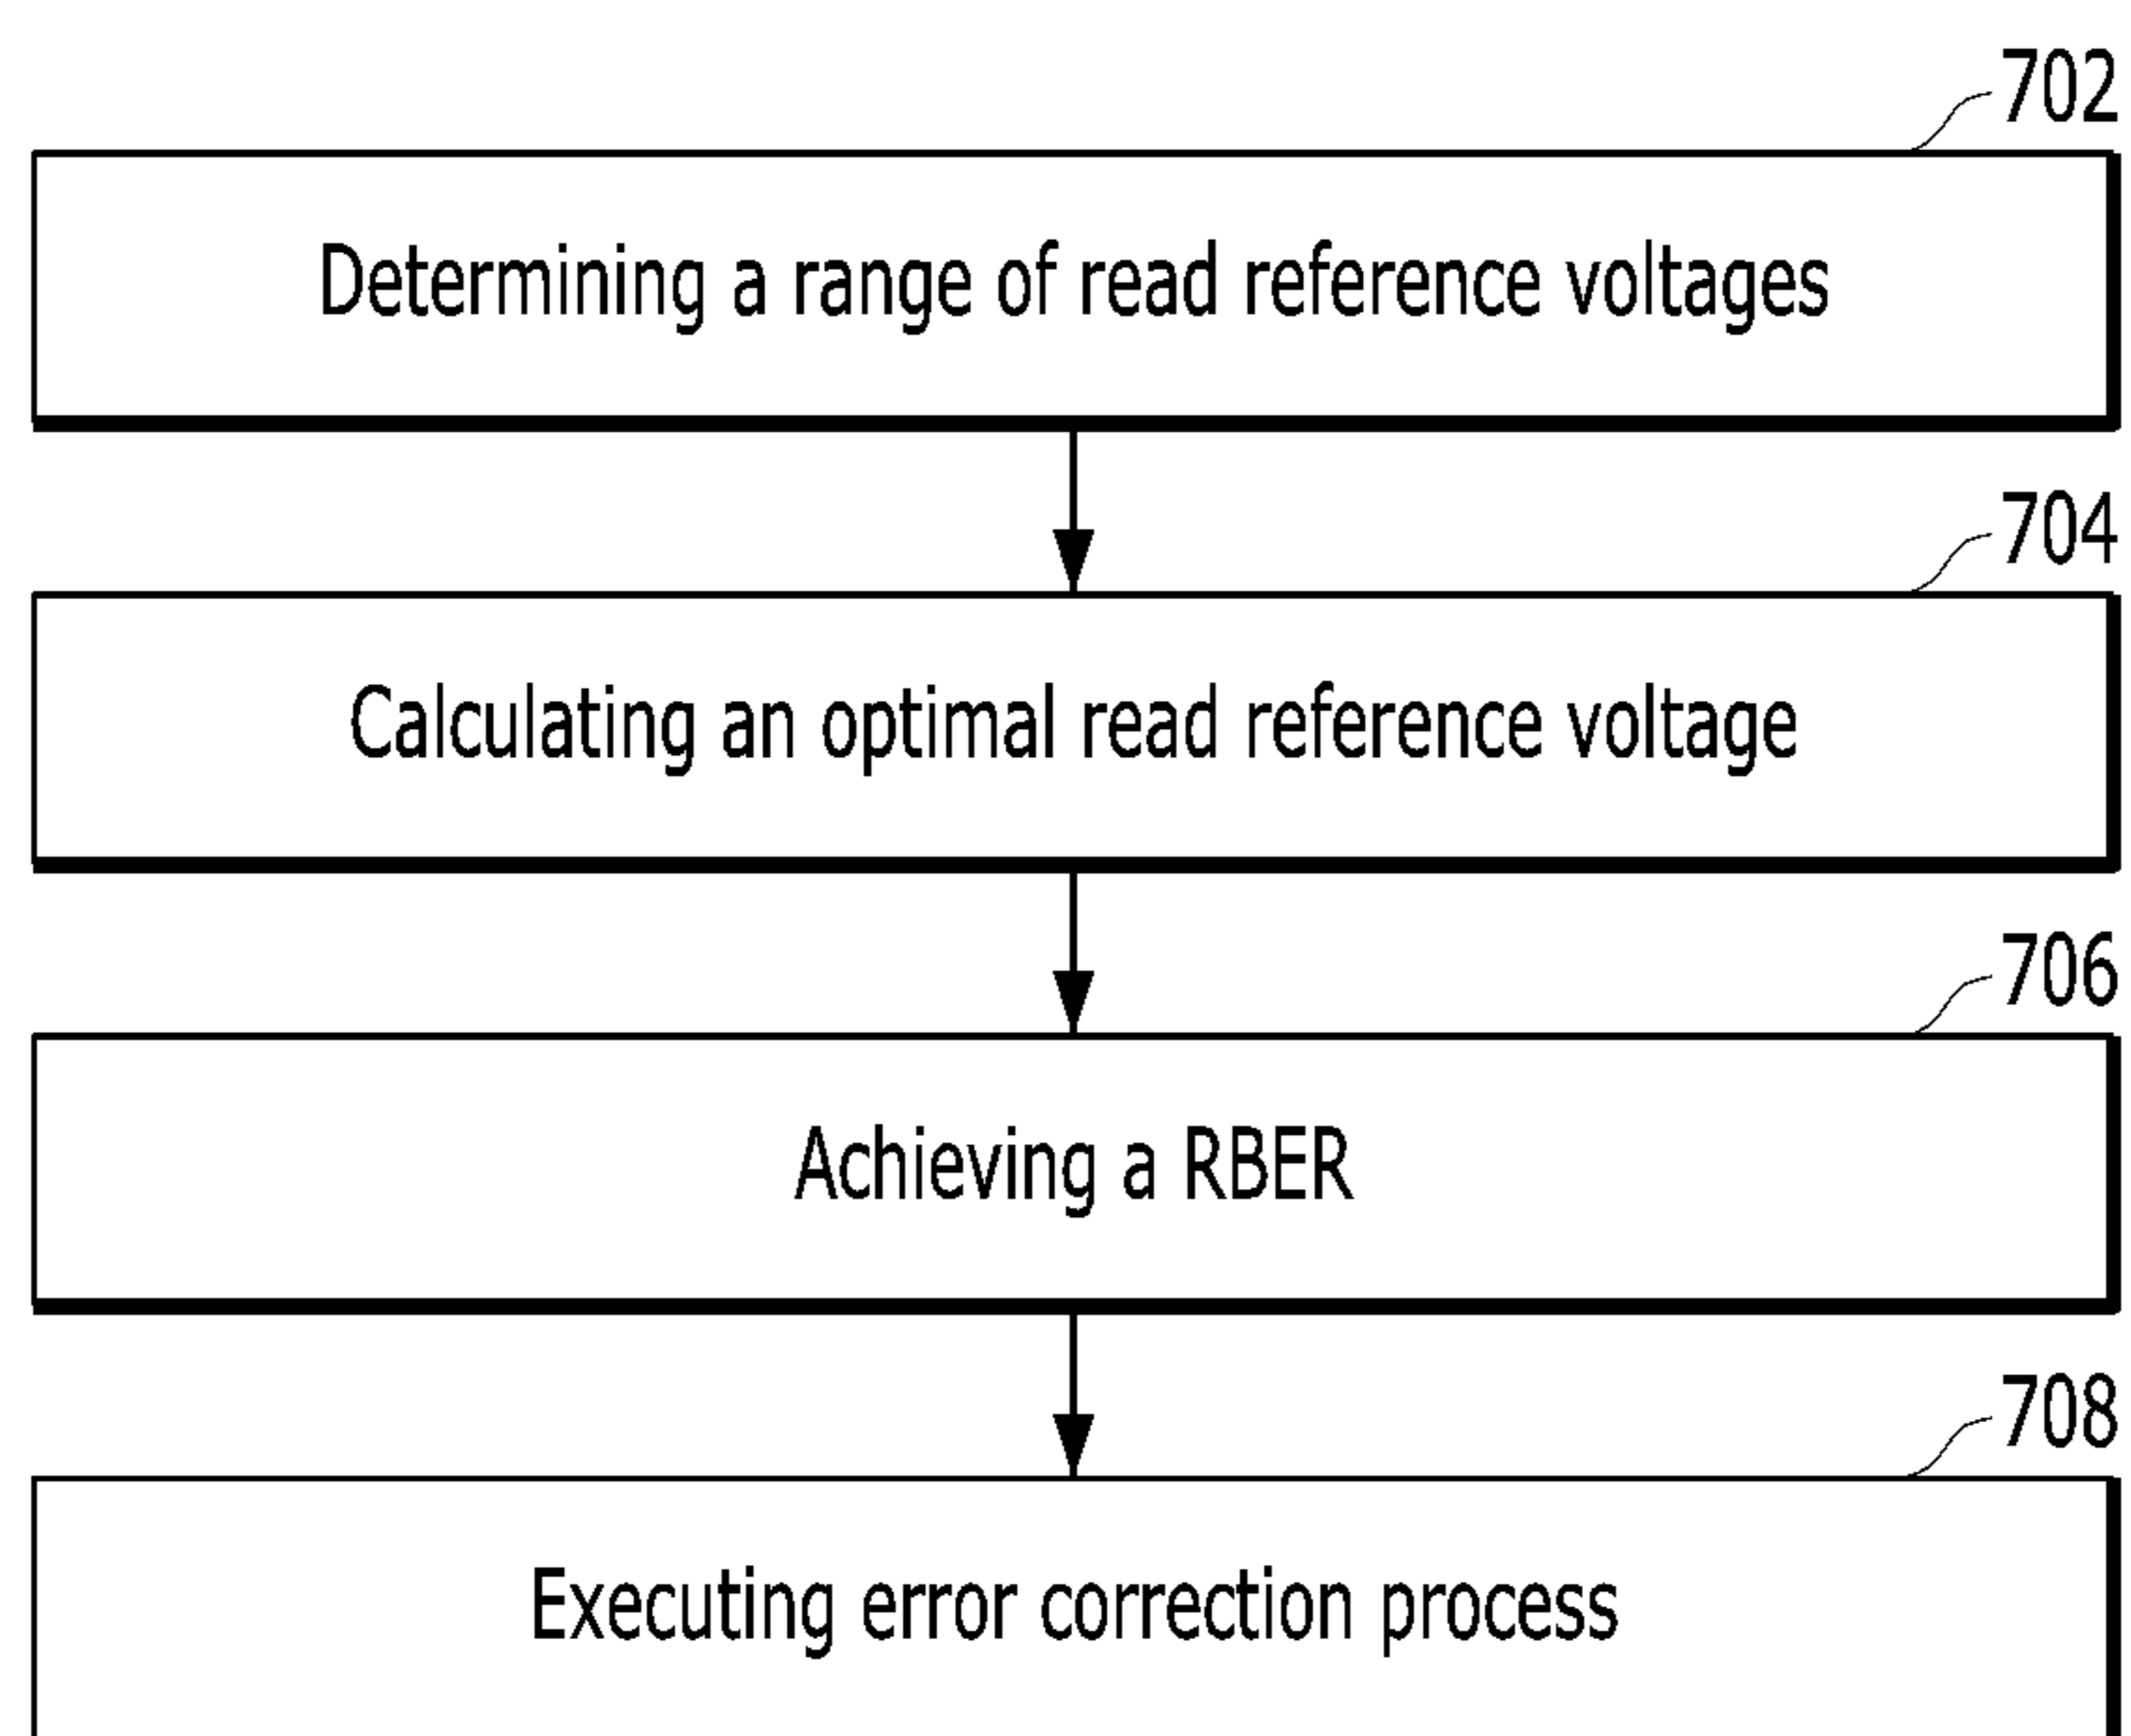 702
Determining a range of read reference voltages
704
Calculating an optimal read reference voltage
706
Achieving a RBER
708
Executing error correction process